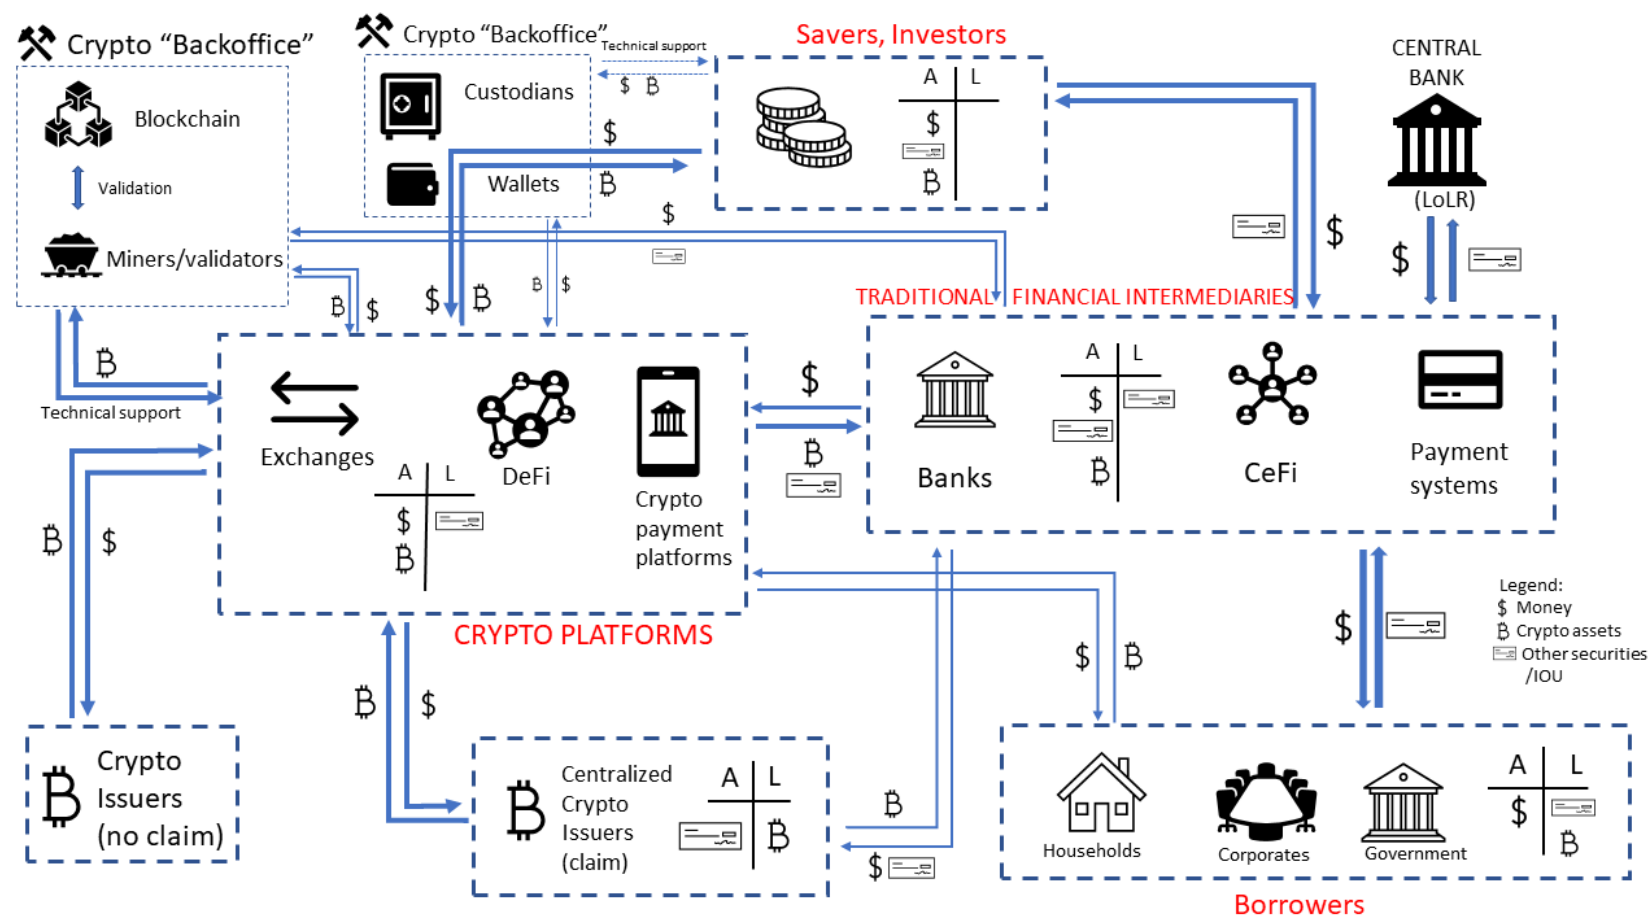 Crypto “Backoffice”
Blockchain
Validation
Miners/validators
Crypto “Backoffice”
Custodians
Wallets
Technical support
$ ₿
Savers, Investors
A L
$
₿
CENTRAL
BANK
(LoLR)
$
$
₿
$
$
$ ₿
₿ $
₿ $
₿
Technical support
₿ $
TRADITIONAL FINANCIAL INTERMEDIARIES
Exchanges
DeFi
Crypto
payment
platforms
A L
$
₿
CRYPTO PLATFORMS
$
₿
Banks
A L
$
₿
CeFi
Payment
systems
₿ $
$ ₿
$
Legend:
$ Money
₿ Crypto assets
Other securities
/IOU
₿
Crypto
Issuers
(no claim)
₿
Centralized
Crypto
Issuers
(claim)
A L
₿
₿
$
Households
Corporates
Government
A L
$
₿
Borrowers